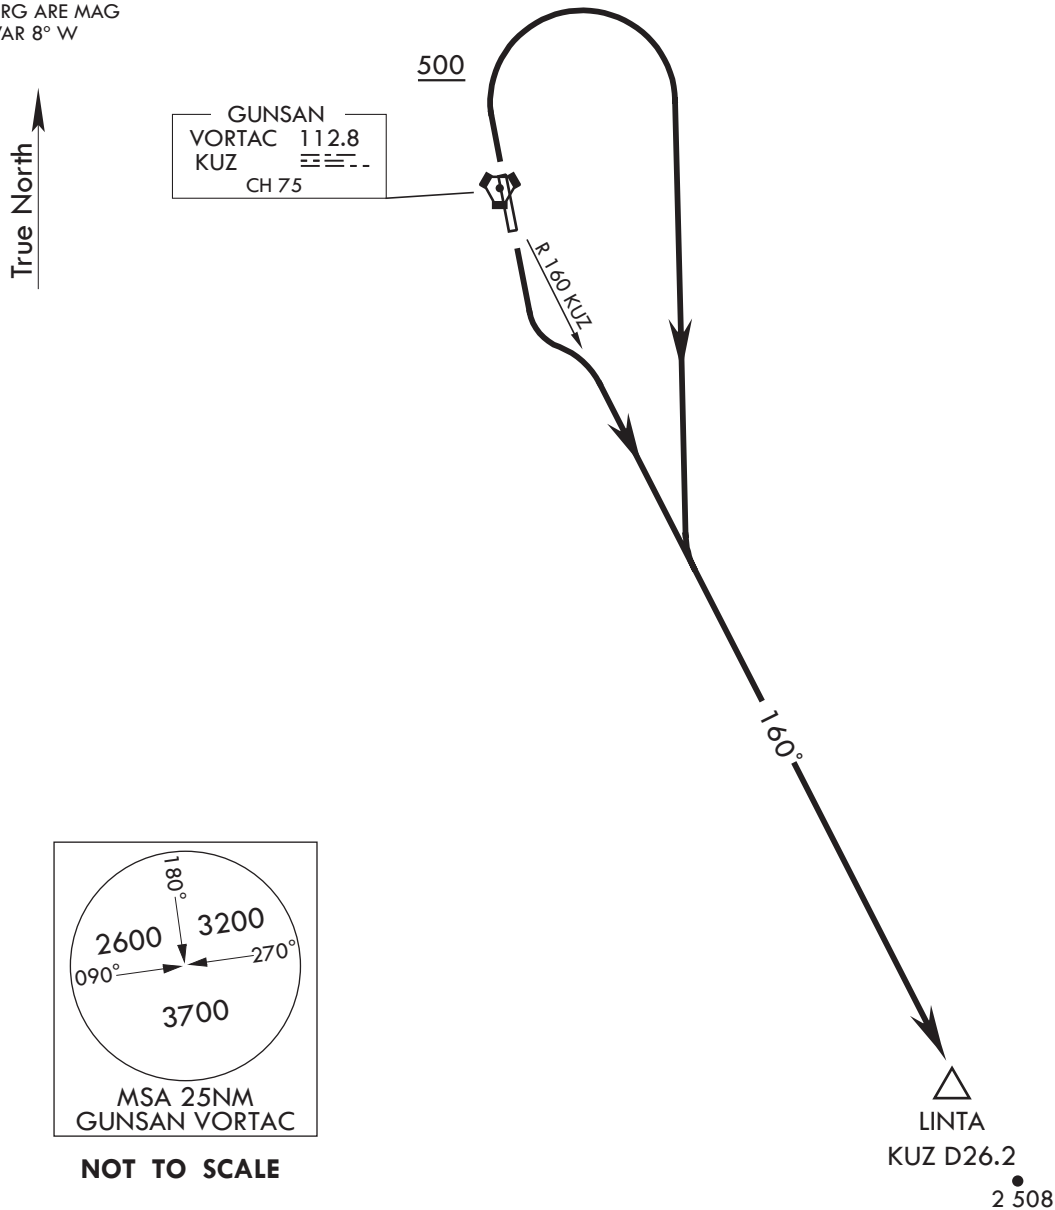 RG ARE MAG
AR 8° W
True North
500
GUNSAN
VORTAC 112.8
KUZ
CH 75
R 160 KUZ
160°
180°
2600
3200
090°
270°
3700
MSA 25NM
GUNSAN VORTAC
NOT TO SCALE
LINTA
KUZ D26.2
2 508